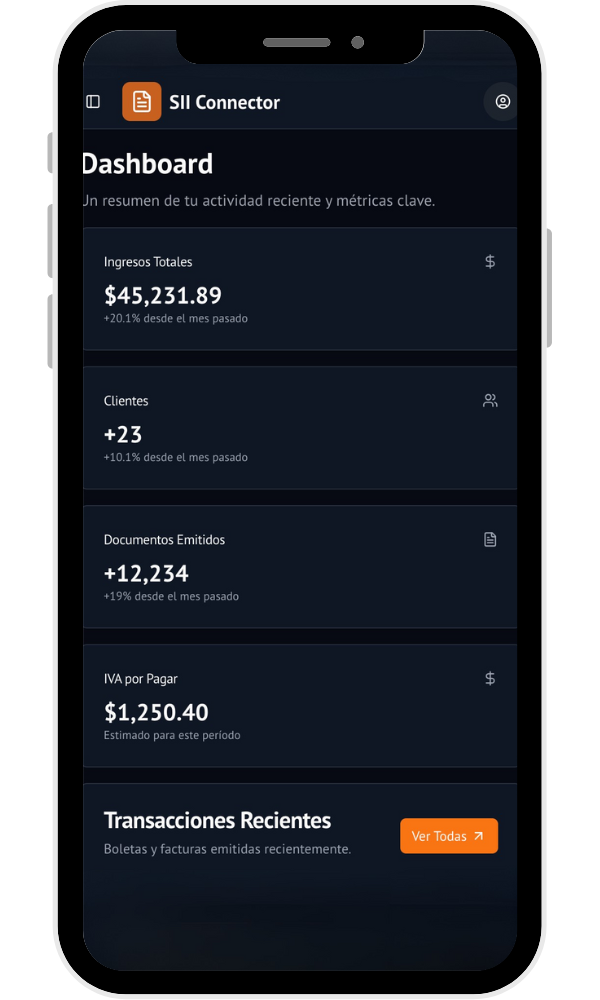 SII Connector
Dashboard
Un resumen de tu actividad reciente y métricas clave.
Ingresos Totales
$45,231.89
+20.1% desde el mes pasado
Clientes
+23
+10.1% desde el mes pasado
Documentos Emitidos
+12,234
+19% desde el mes pasado
IVA por Pagar
$1,250.40
Estimado para este período
Transacciones Recientes
Ver Todas
Boletas y facturas emitidas recientemente.